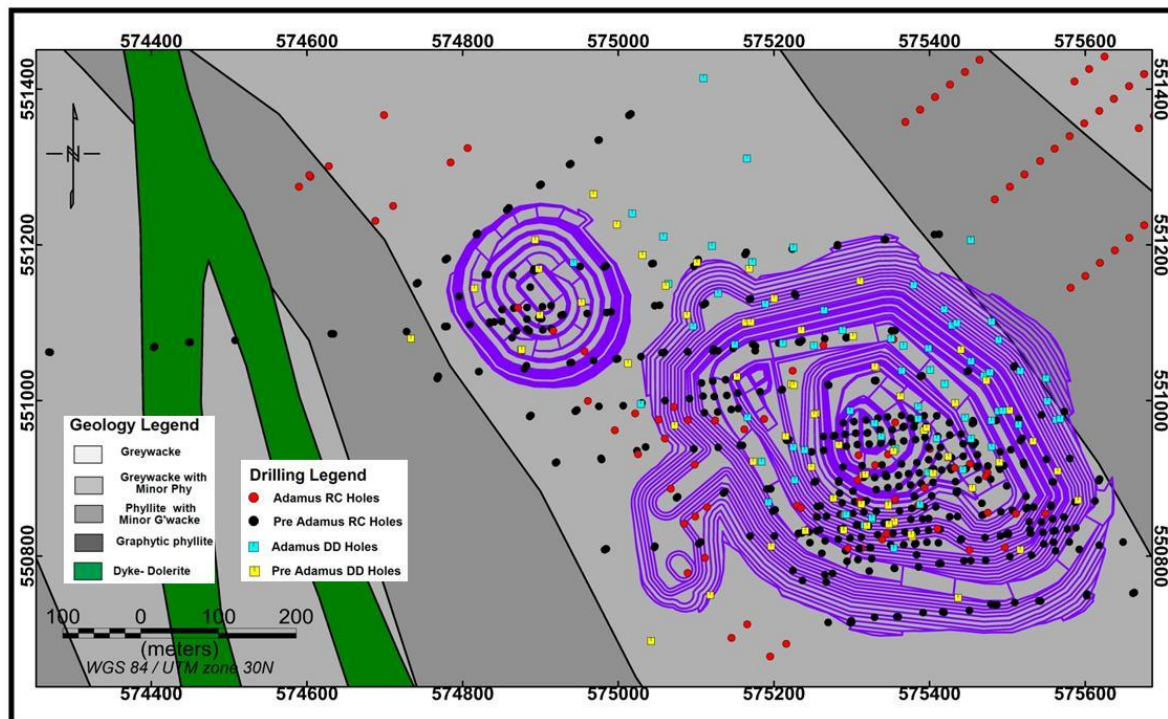 574400 574600 574800 575000 575200 575400 575600
551400 551400
N
551200 551200
551000 551000
550800 550800
Geology Legend
Greywacke
Greywacke with
Minor Phy
Phyllite with
Minor G'wacke
Graphytic phyllite
Dyke- Dolerite
Drilling Legend
Adamus RC Holes
Pre Adamus RC Holes
Adamus DD Holes
Pre Adamus DD Holes
100 0 100 200
(meters)
WGS 84 / UTM zone 30N
574400 574600 574800 575000 575200 575400 575600